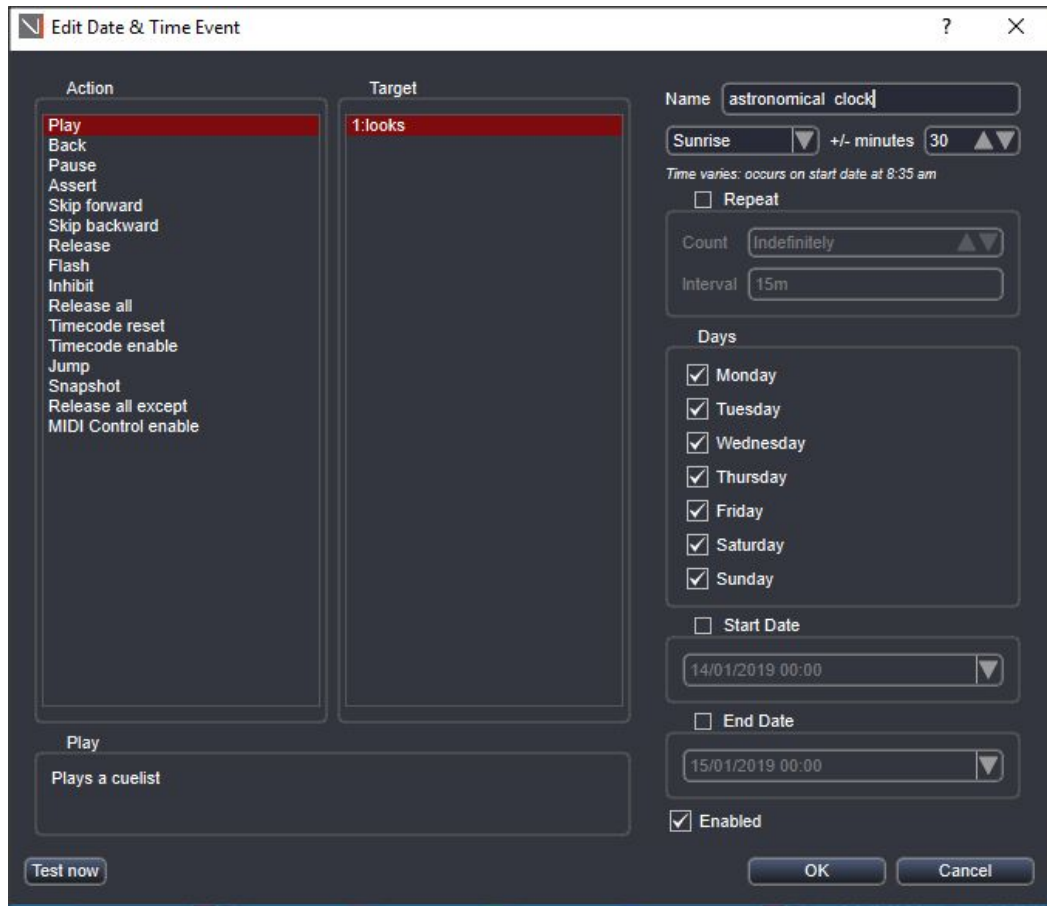 Edit Date & Time Event
?
Action
Play
Back
Pause
Assert
Skip forward
Skip backward
Release
Flash
Inhibit
Release all
Timecode reset
Timecode enable
Jump
Snapshot
Release all except
MIDI Control enable
Target
1:looks
Play
Plays a cuelist
Name astronomical clock
Sunrise +/- minutes 30
Time varies: occurs on start date at 8:35 am
Repeat
Count Indefinitely
Interval 15m
Days
Monday
Tuesday
Wednesday
Thursday
Friday
Saturday
Sunday
Start Date
14/01/2019 00:00
End Date
15/01/2019 00:00
Enabled
Test now OK Cancel